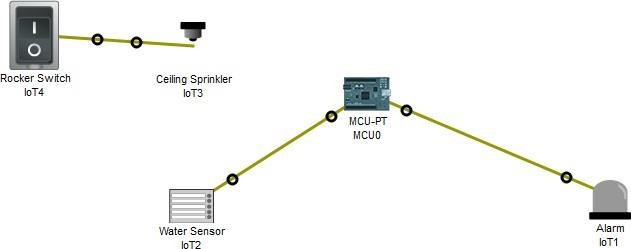 Rocker Switch
IoT4
Ceiling Sprinkler
IoT3
MCU-PT
MCU0
Water Sensor
IoT2
Alarm
IoT1